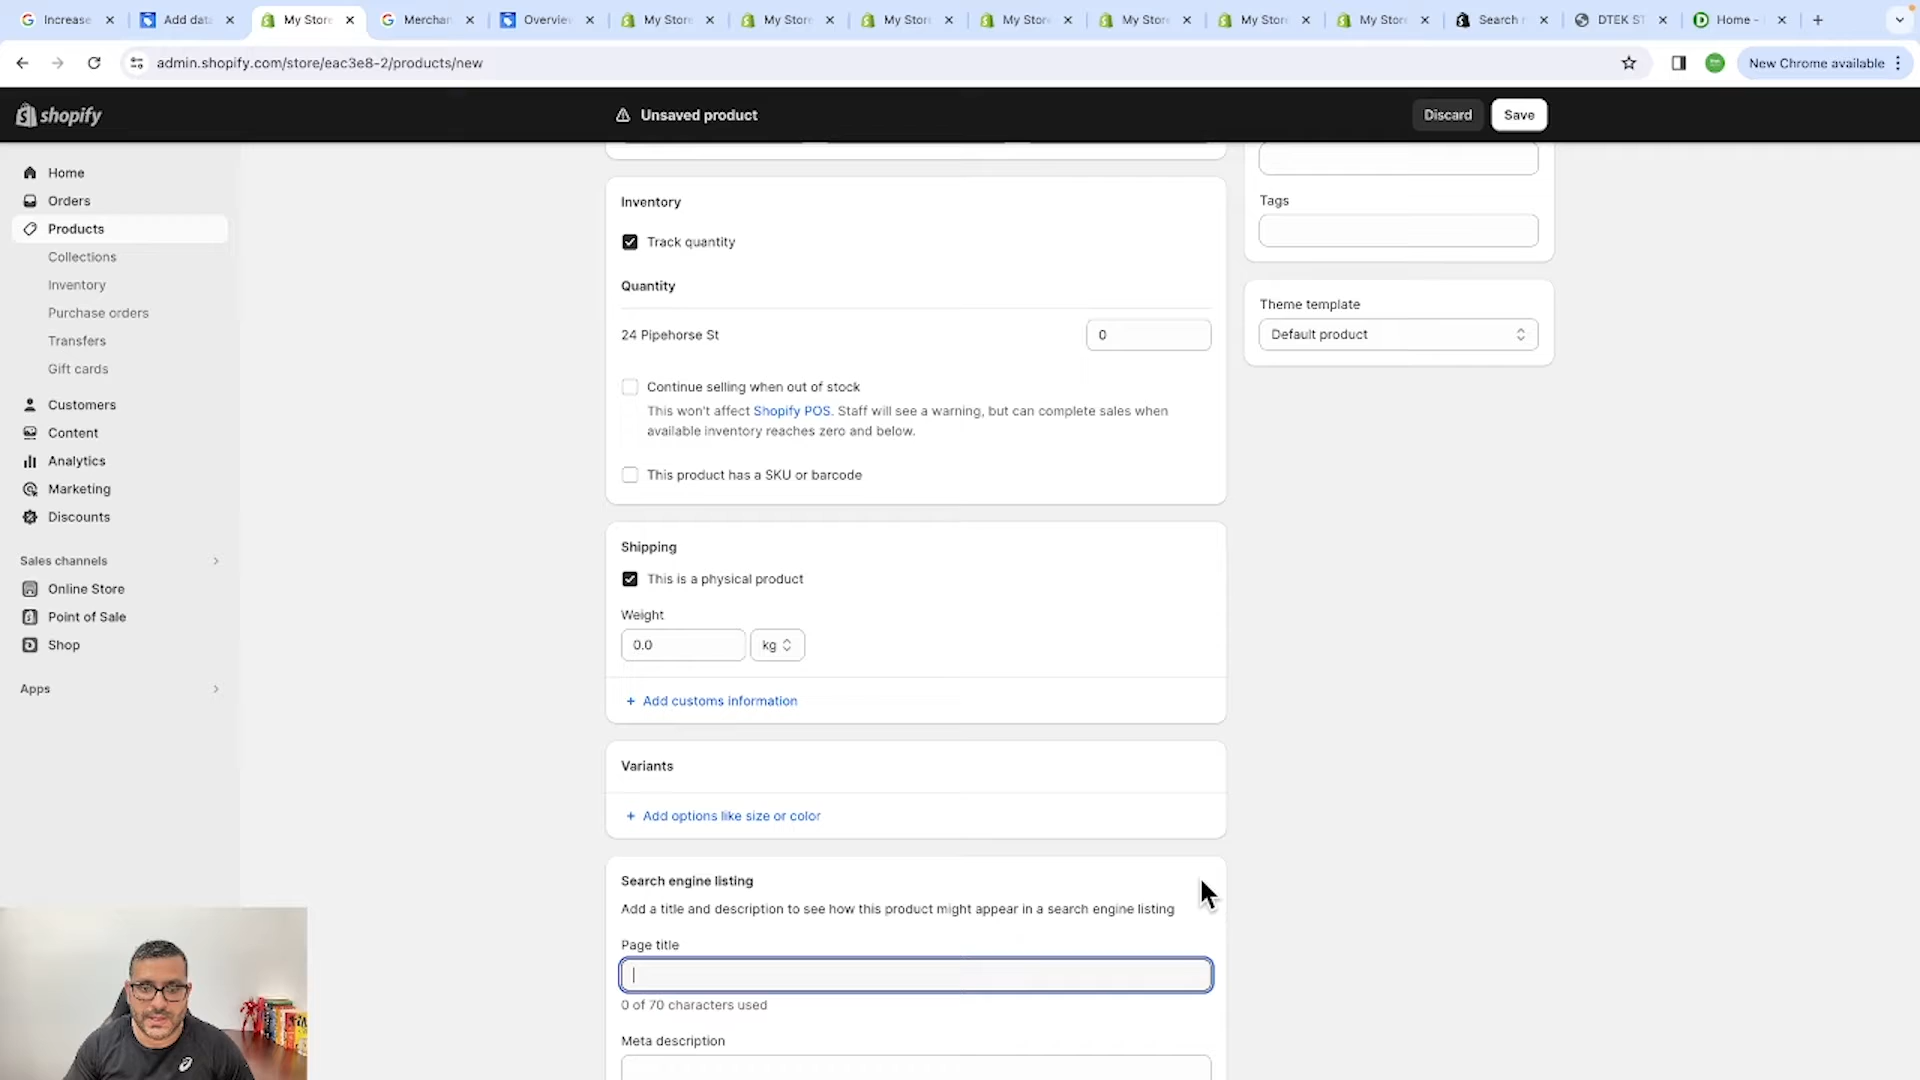 Increase
Add data
My Store
Merchan
Overview
My Store
My Store
My Store
My Store
My Store
My Store
My Store
Search r
DTEK ST
Home -
admin.shopify.com/store/eac3e8-2/products/new
New Chrome available
shopify
Unsaved product
Discard
Save
Home
Orders
Products
Collections
Inventory
Purchase orders
Transfers
Gift cards
Customers
Content
Analytics
Marketing
Discounts
Sales channels
Online Store
Point of Sale
Shop
Apps
Inventory
Track quantity
Quantity
24 Pipehorse St
0
Continue selling when out of stock
This won't affect Shopify POS. Staff will see a warning, but can complete sales when
available inventory reaches zero and below.
This product has a SKU or barcode
Shipping
This is a physical product
Weight
0.0
kg
+ Add customs information
Variants
+ Add options like size or color
Search engine listing
Add a title and description to see how this product might appear in a search engine listing
Page title
0 of 70 characters used
Meta description
Tags
Theme template
Default product